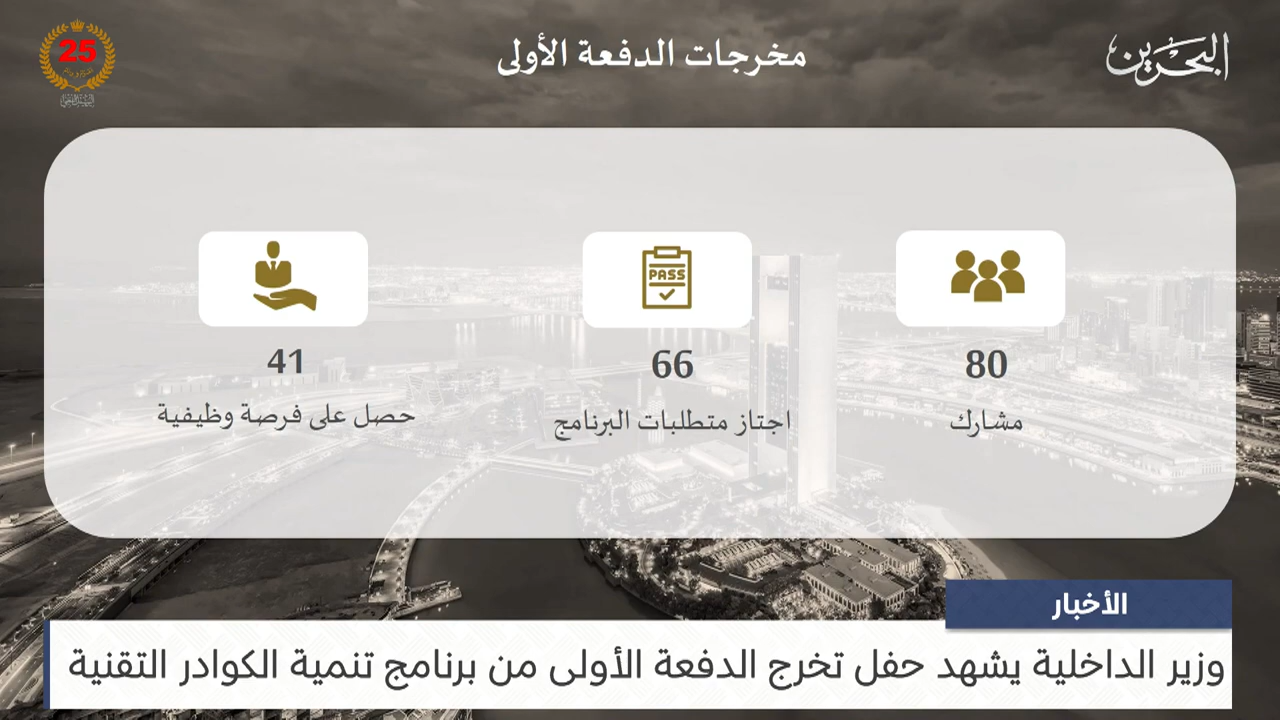 البحرين
مخرجات الدفعة الأولى
25
80
مشارك
PASS
66
اجتاز متطلبات البرنامج
41
حصل على فرصة وظيفية
الأخبار
وزير الداخلية يشهد حفل تخرج الدفعة الأولى من برنامج تنمية الكوادر التقنية